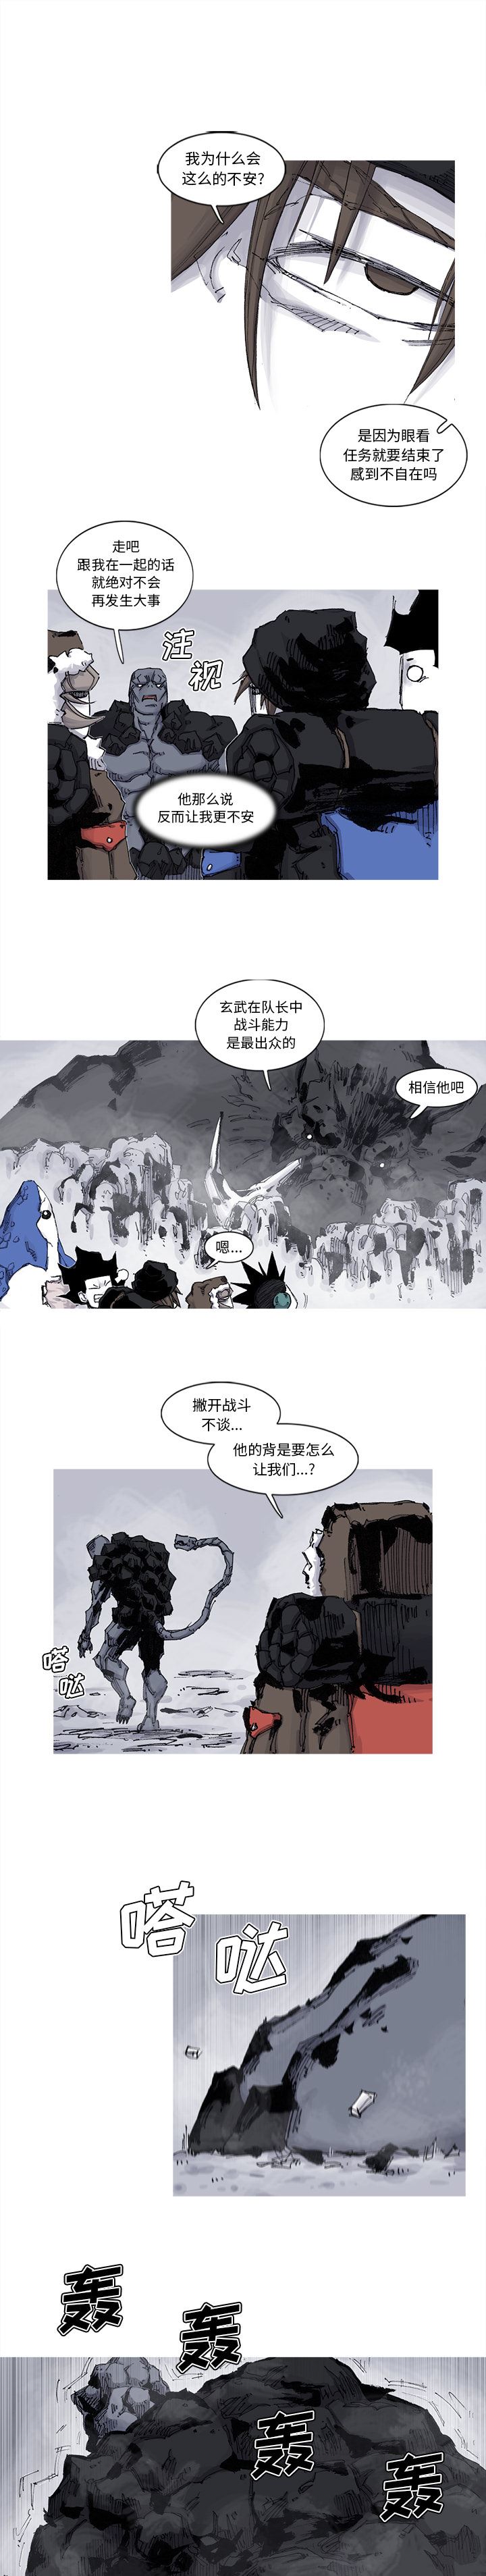 我为什么会
这么的不安?
是因为眼看
任务就要结束了
感到不自在吗
走吧
跟我在一起的话
就绝对不会
再发生大事
注
视
他那么说
反而让我更不安
玄武在队长中
战斗能力
是最出众的
相信他吧
嗯...
撇开战斗
不谈...
他的背是要怎么
让我们...?
嗒
哒
嗒
哒
轰
轰
轰
轰